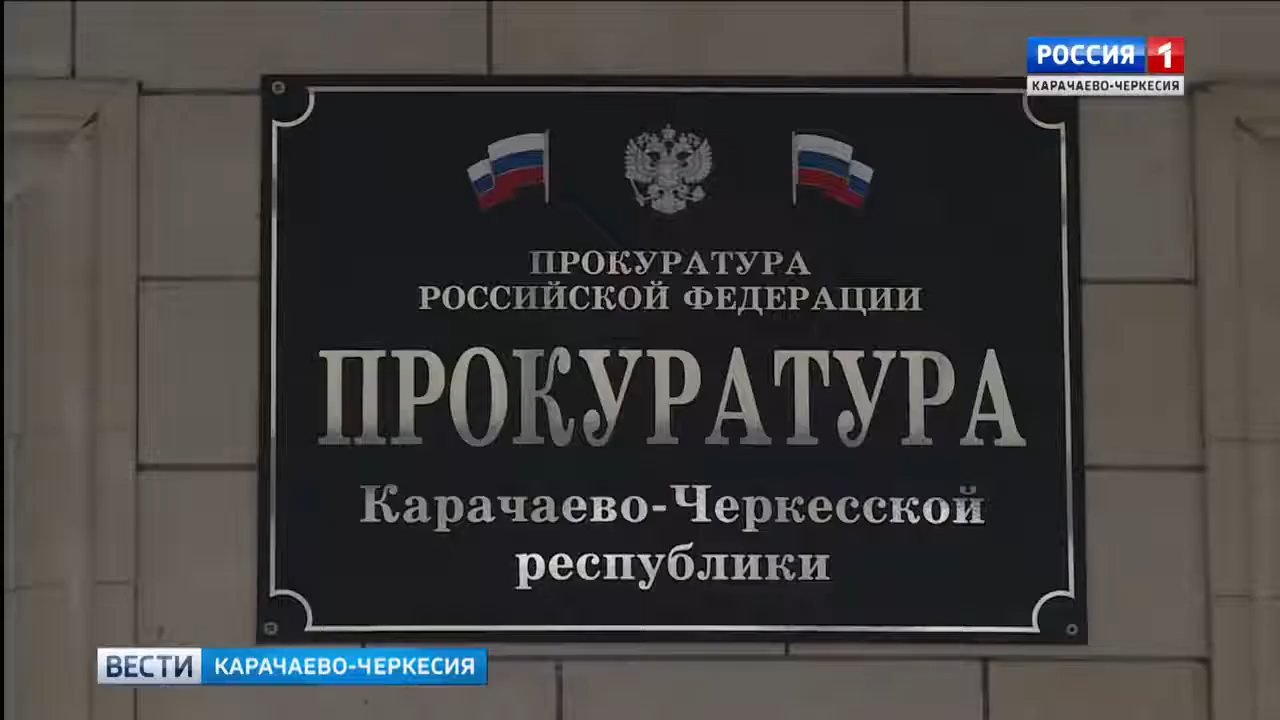 РОССИЯ 1
КАРАЧАЕВО-ЧЕРКЕСИЯ
ПРОКУРАТУРА
РОССИЙСКОЙ ФЕДЕРАЦИИ
ПРОКУРАТУРА
Карачаево-Черкесской
республики
ВЕСТИ КАРАЧАЕВО-ЧЕРКЕСИЯ